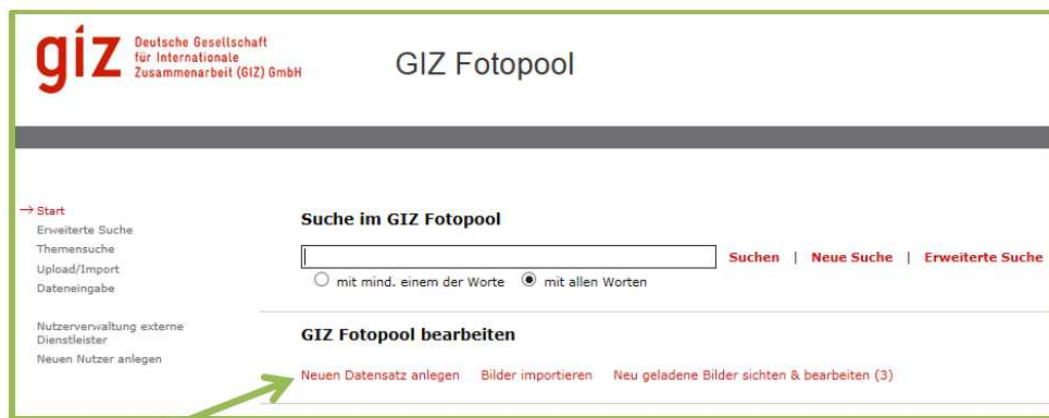 giz
Deutsche Gesellschaft
für Internationale
Zusammenarbeit (GIZ) GmbH
GIZ Fotopool
→ Start
Erweiterte Suche
Themensuche
Upload/Import
Dateneingabe
Nutzerverwaltung externe
Dienstleister
Neuen Nutzer anlegen
Suche im GIZ Fotopool
Suchen | Neue Suche | Erweiterte Suche
mit mind. einem der Worte mit allen Worten
GIZ Fotopool bearbeiten
Neuen Datensatz anlegen Bilder importieren Neu geladene Bilder sichten & bearbeiten (3)